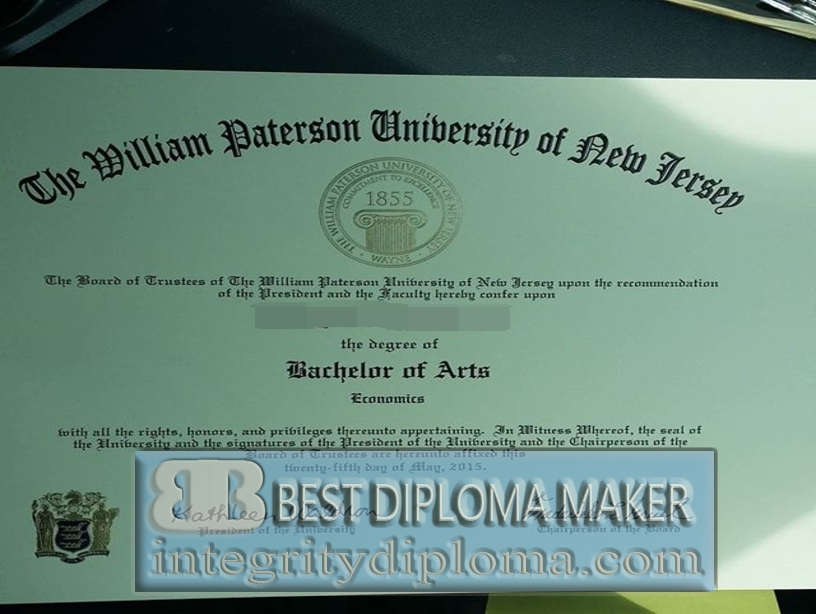 The William Paterson University of New Jersey
THE WILLIAM PATERSON UNIVERSITY OF NEW JERSEY
COMMITMENT TO EXCELLENCE
1855
WAYNE
The Board of Trustees of The William Paterson University of New Jersey upon the recommendation
of the President and the Faculty hereby confer upon
the degree of
Bachelor of Arts
Economics
with all the rights, honors, and privileges thereunto appertaining. In Witness Whereof, the seal of
the University and the signatures of the President of the University and the Chairperson of the
Board of Trustees are hereunto affixed this
twenty-fifth day of May, 2015.
BB BEST DIPLOMA MAKER
Kathleen Waldron
President of the University
Chairperson of the Board
integritydiploma.com